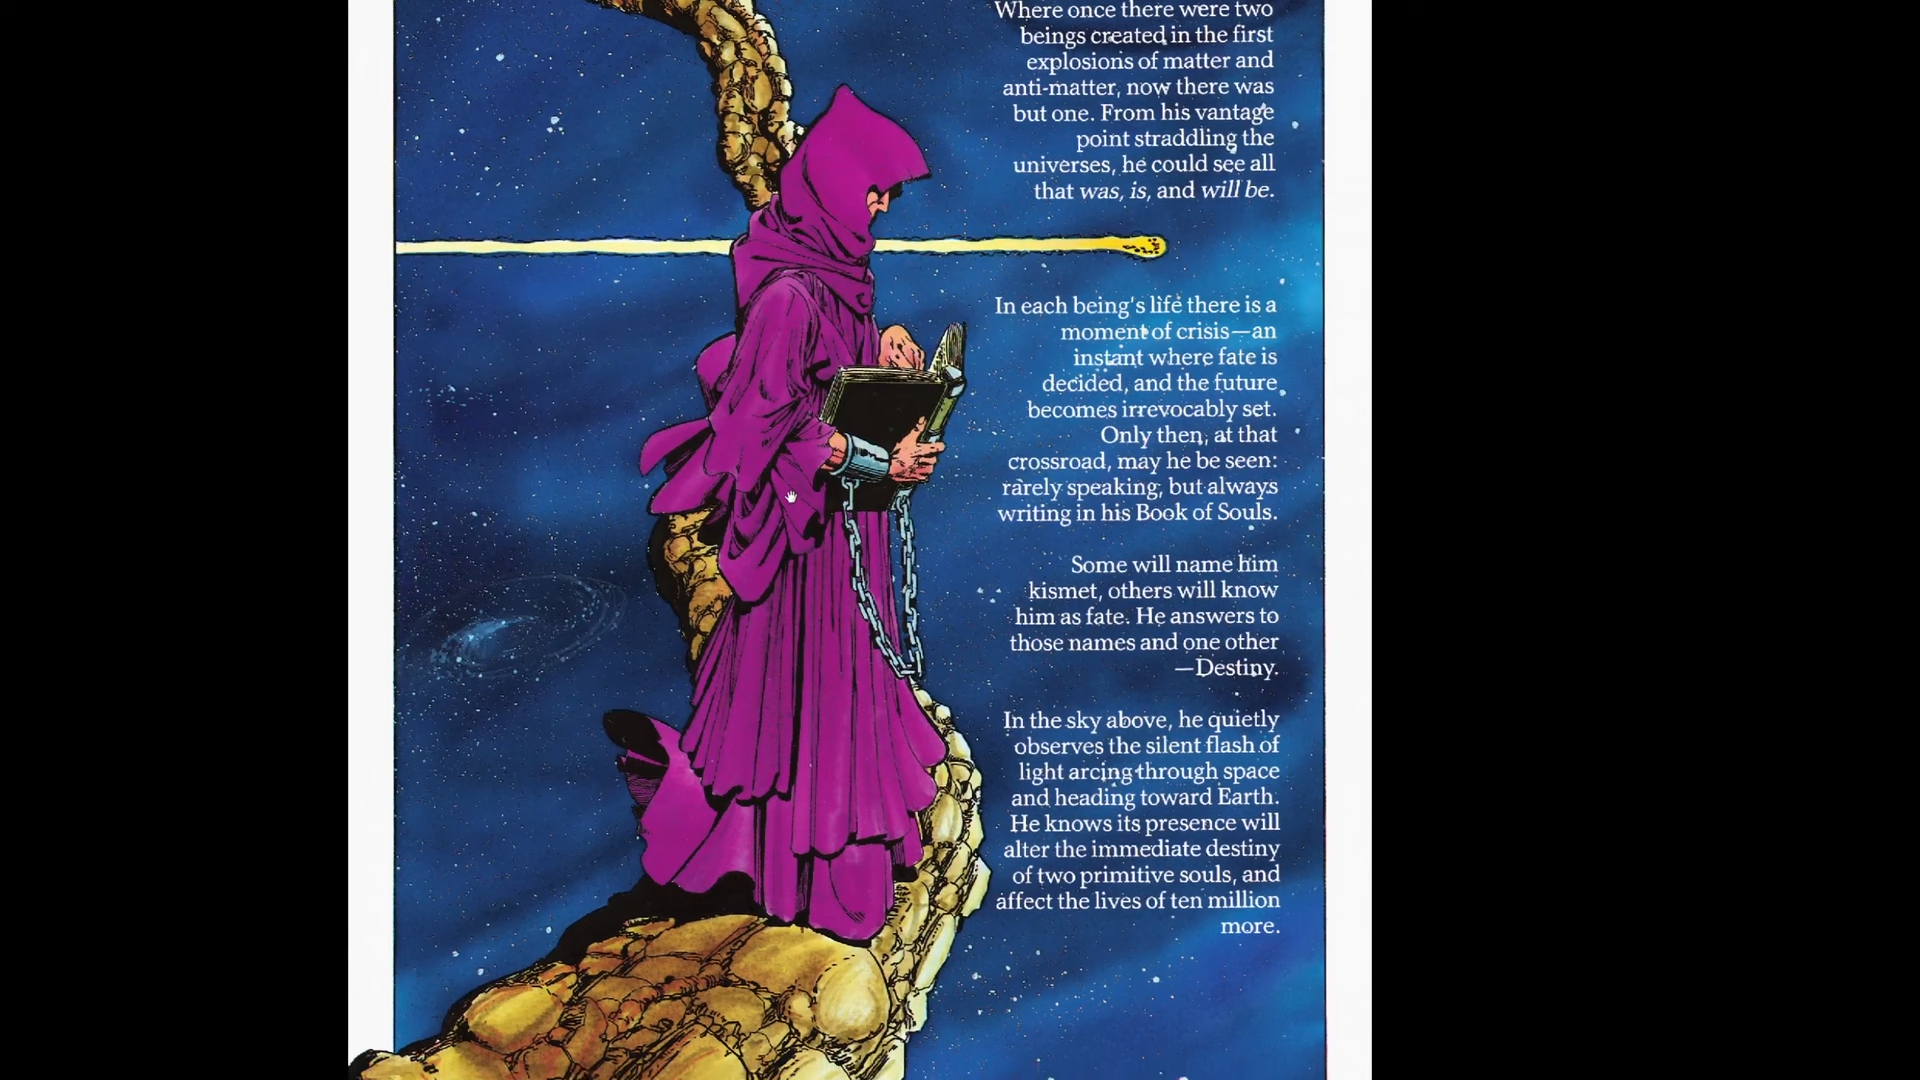 Where once there were two
beings created in the first
explosions of matter and
anti-matter, now there was
but one. From his vantage
point straddling the
universes, he could see all
that was, is, and will be.
In each being's life there is a
moment of crisis—an
instant where fate is
decided, and the future
becomes irrevocably set.
Only then, at that
crossroad, may he be seen:
rarely speaking, but always
writing in his Book of Souls.
Some will name him
kismet, others will know
him as fate. He answers to
those names and one other
—Destiny.
In the sky above, he quietly
observes the silent flash of
light arcing through space
and heading toward Earth.
He knows its presence will
alter the immediate destiny
of two primitive souls, and
affect the lives of ten million
more.